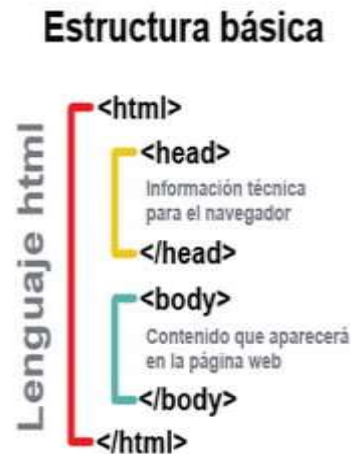 Estructura básica
Lenguaje html
<html>
<head>
Información técnica
para el navegador
</head>
<body>
Contenido que aparecerá
en la página web
</body>
</html>